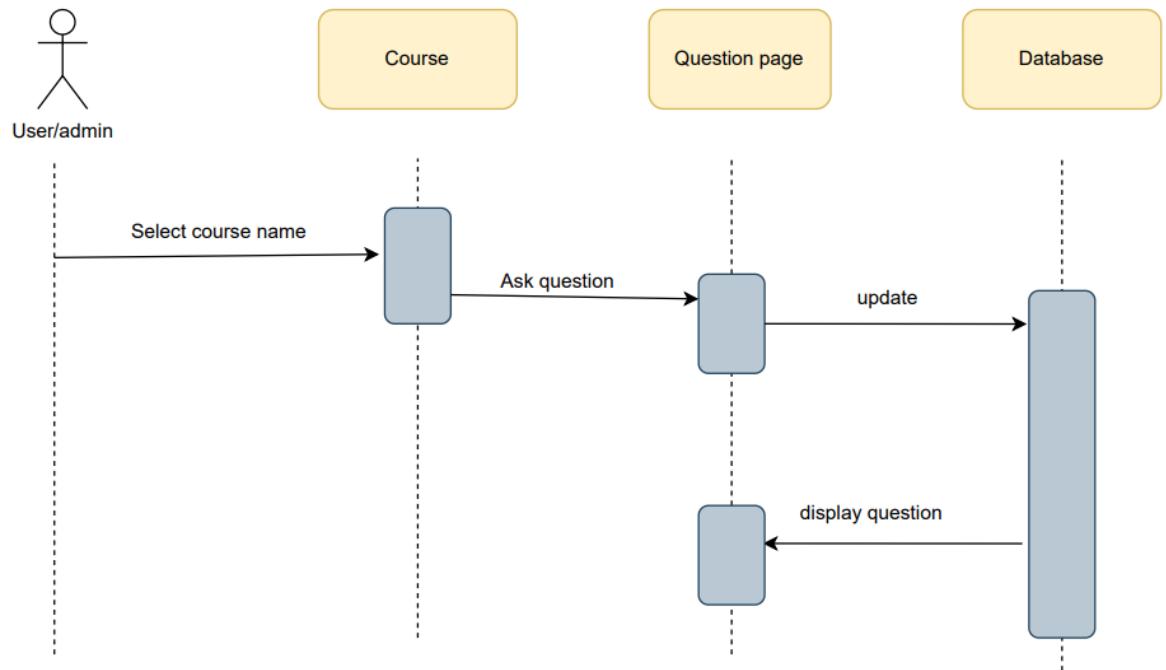 Course
Question page
Database
User/admin
Select course name
Ask question
update
display question